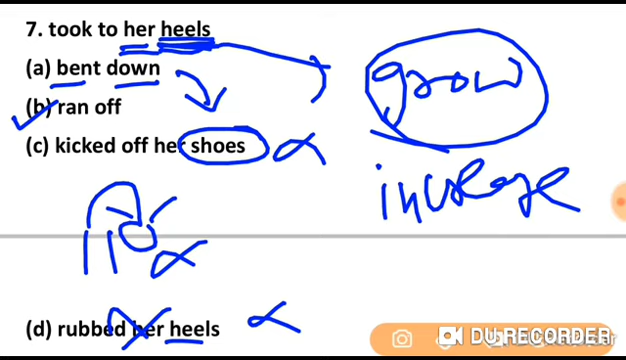 7. took to her heels
(a) bent down
(b) ran off
(c) kicked off her shoes
grow
increase
(d) rubbed her heels
DU RECORDER